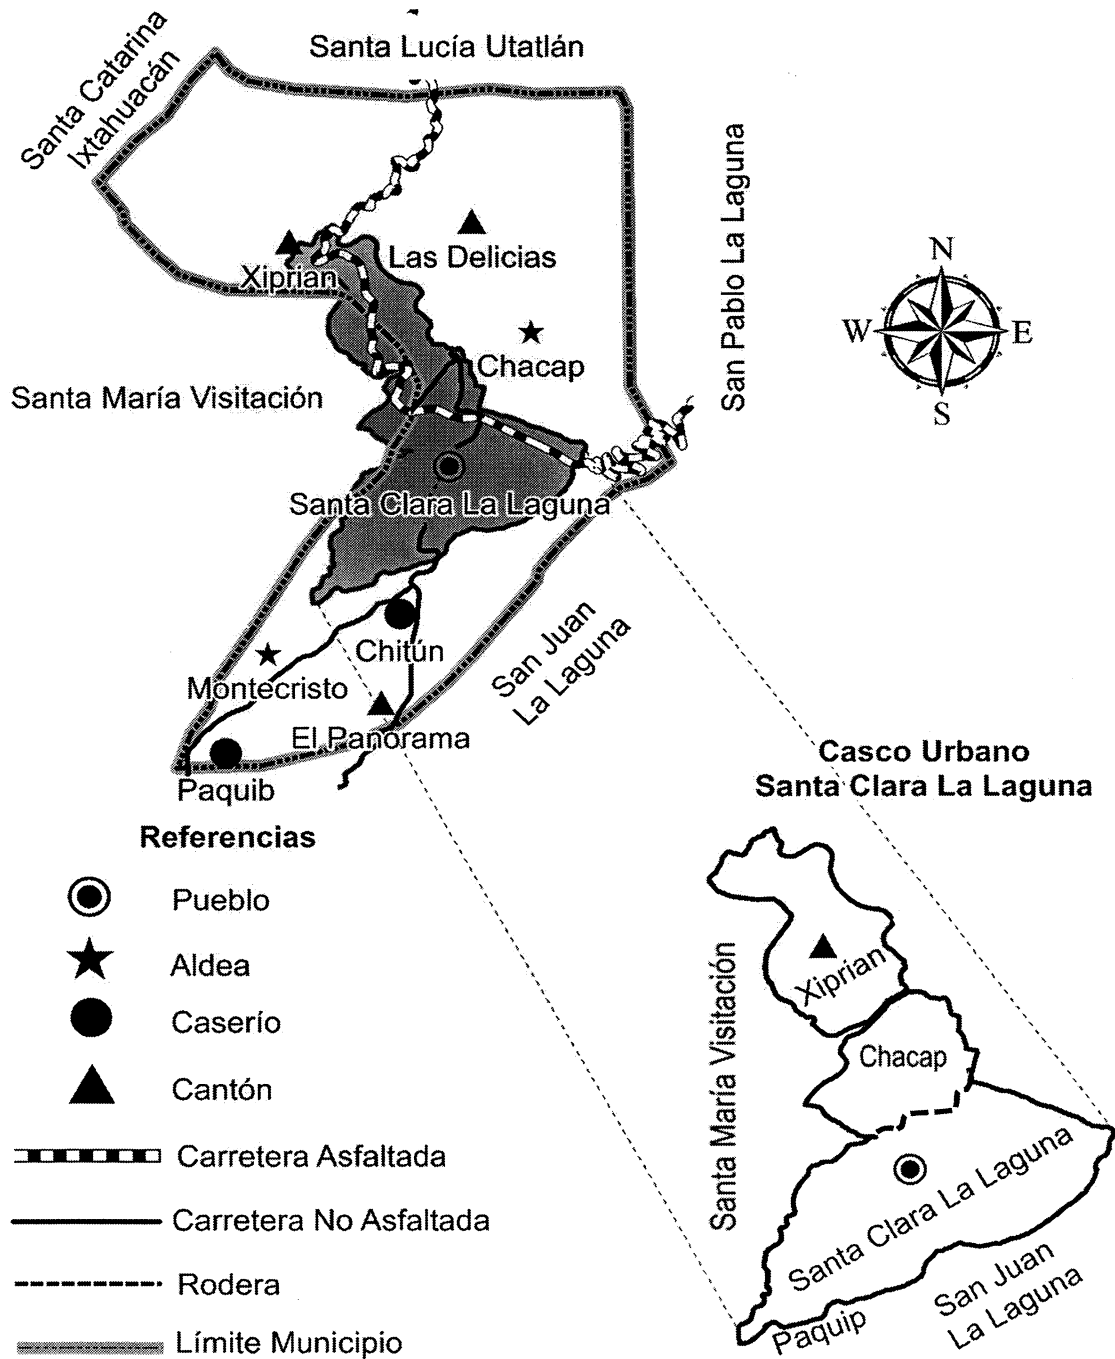 Santa Lucía Utatlán
Santa Catarina
Ixtahuacán
San Pablo La Laguna
Las Delicias
Xiprian
N
W
E
S
Chacap
Santa María Visitación
Santa Clara La Laguna
San Juan
La Laguna
Chitún
Montecristo
El Panorama
Paquib
Casco Urbano
Santa Clara La Laguna
Referencias
Pueblo
Aldea
Caserío
Cantón
Carretera Asfaltada
Carretera No Asfaltada
Rodera
Límite Municipio
Xiprian
Chacap
Santa María Visitación
Santa Clara La Laguna
San Juan
La Laguna
Paquip